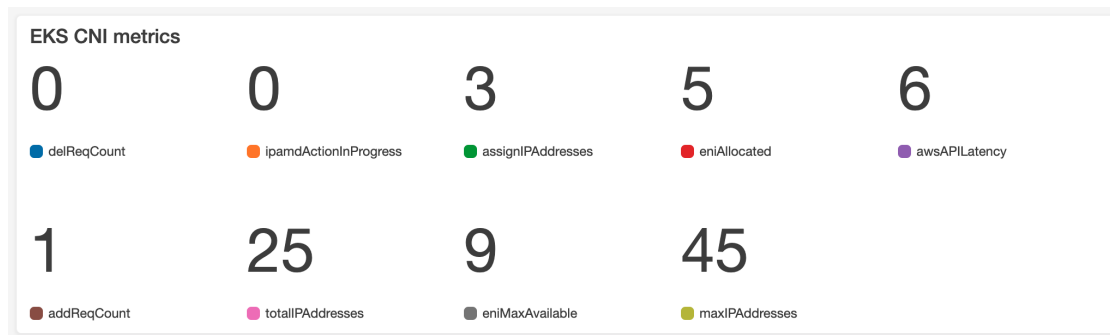 EKS CNI metrics
0 0 3 5 6
delReqCount ipamdActionInProgress assignIPAddresses eniAllocated awsAPILatency
1 25 9 45
addReqCount totalIPAddresses eniMaxAvailable maxIPAddresses